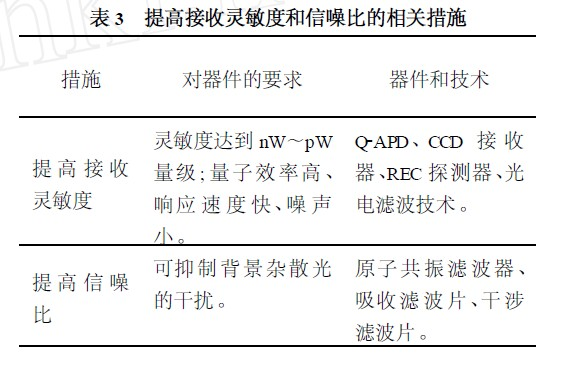 表 3 提高接收灵敏度和信噪比的相关措施
措施 对器件的要求 器件和技术
提高接收
灵敏度
灵敏度达到 nW～pW
量级;量子效率高、
响应速度快、噪声
小。
Q-APD、CCD 接收
器、REC 探测器、光
电滤波技术。
提高信噪
比
可抑制背景杂散光
的干扰。
原子共振滤波器、
吸收滤波片、干涉
滤波片。